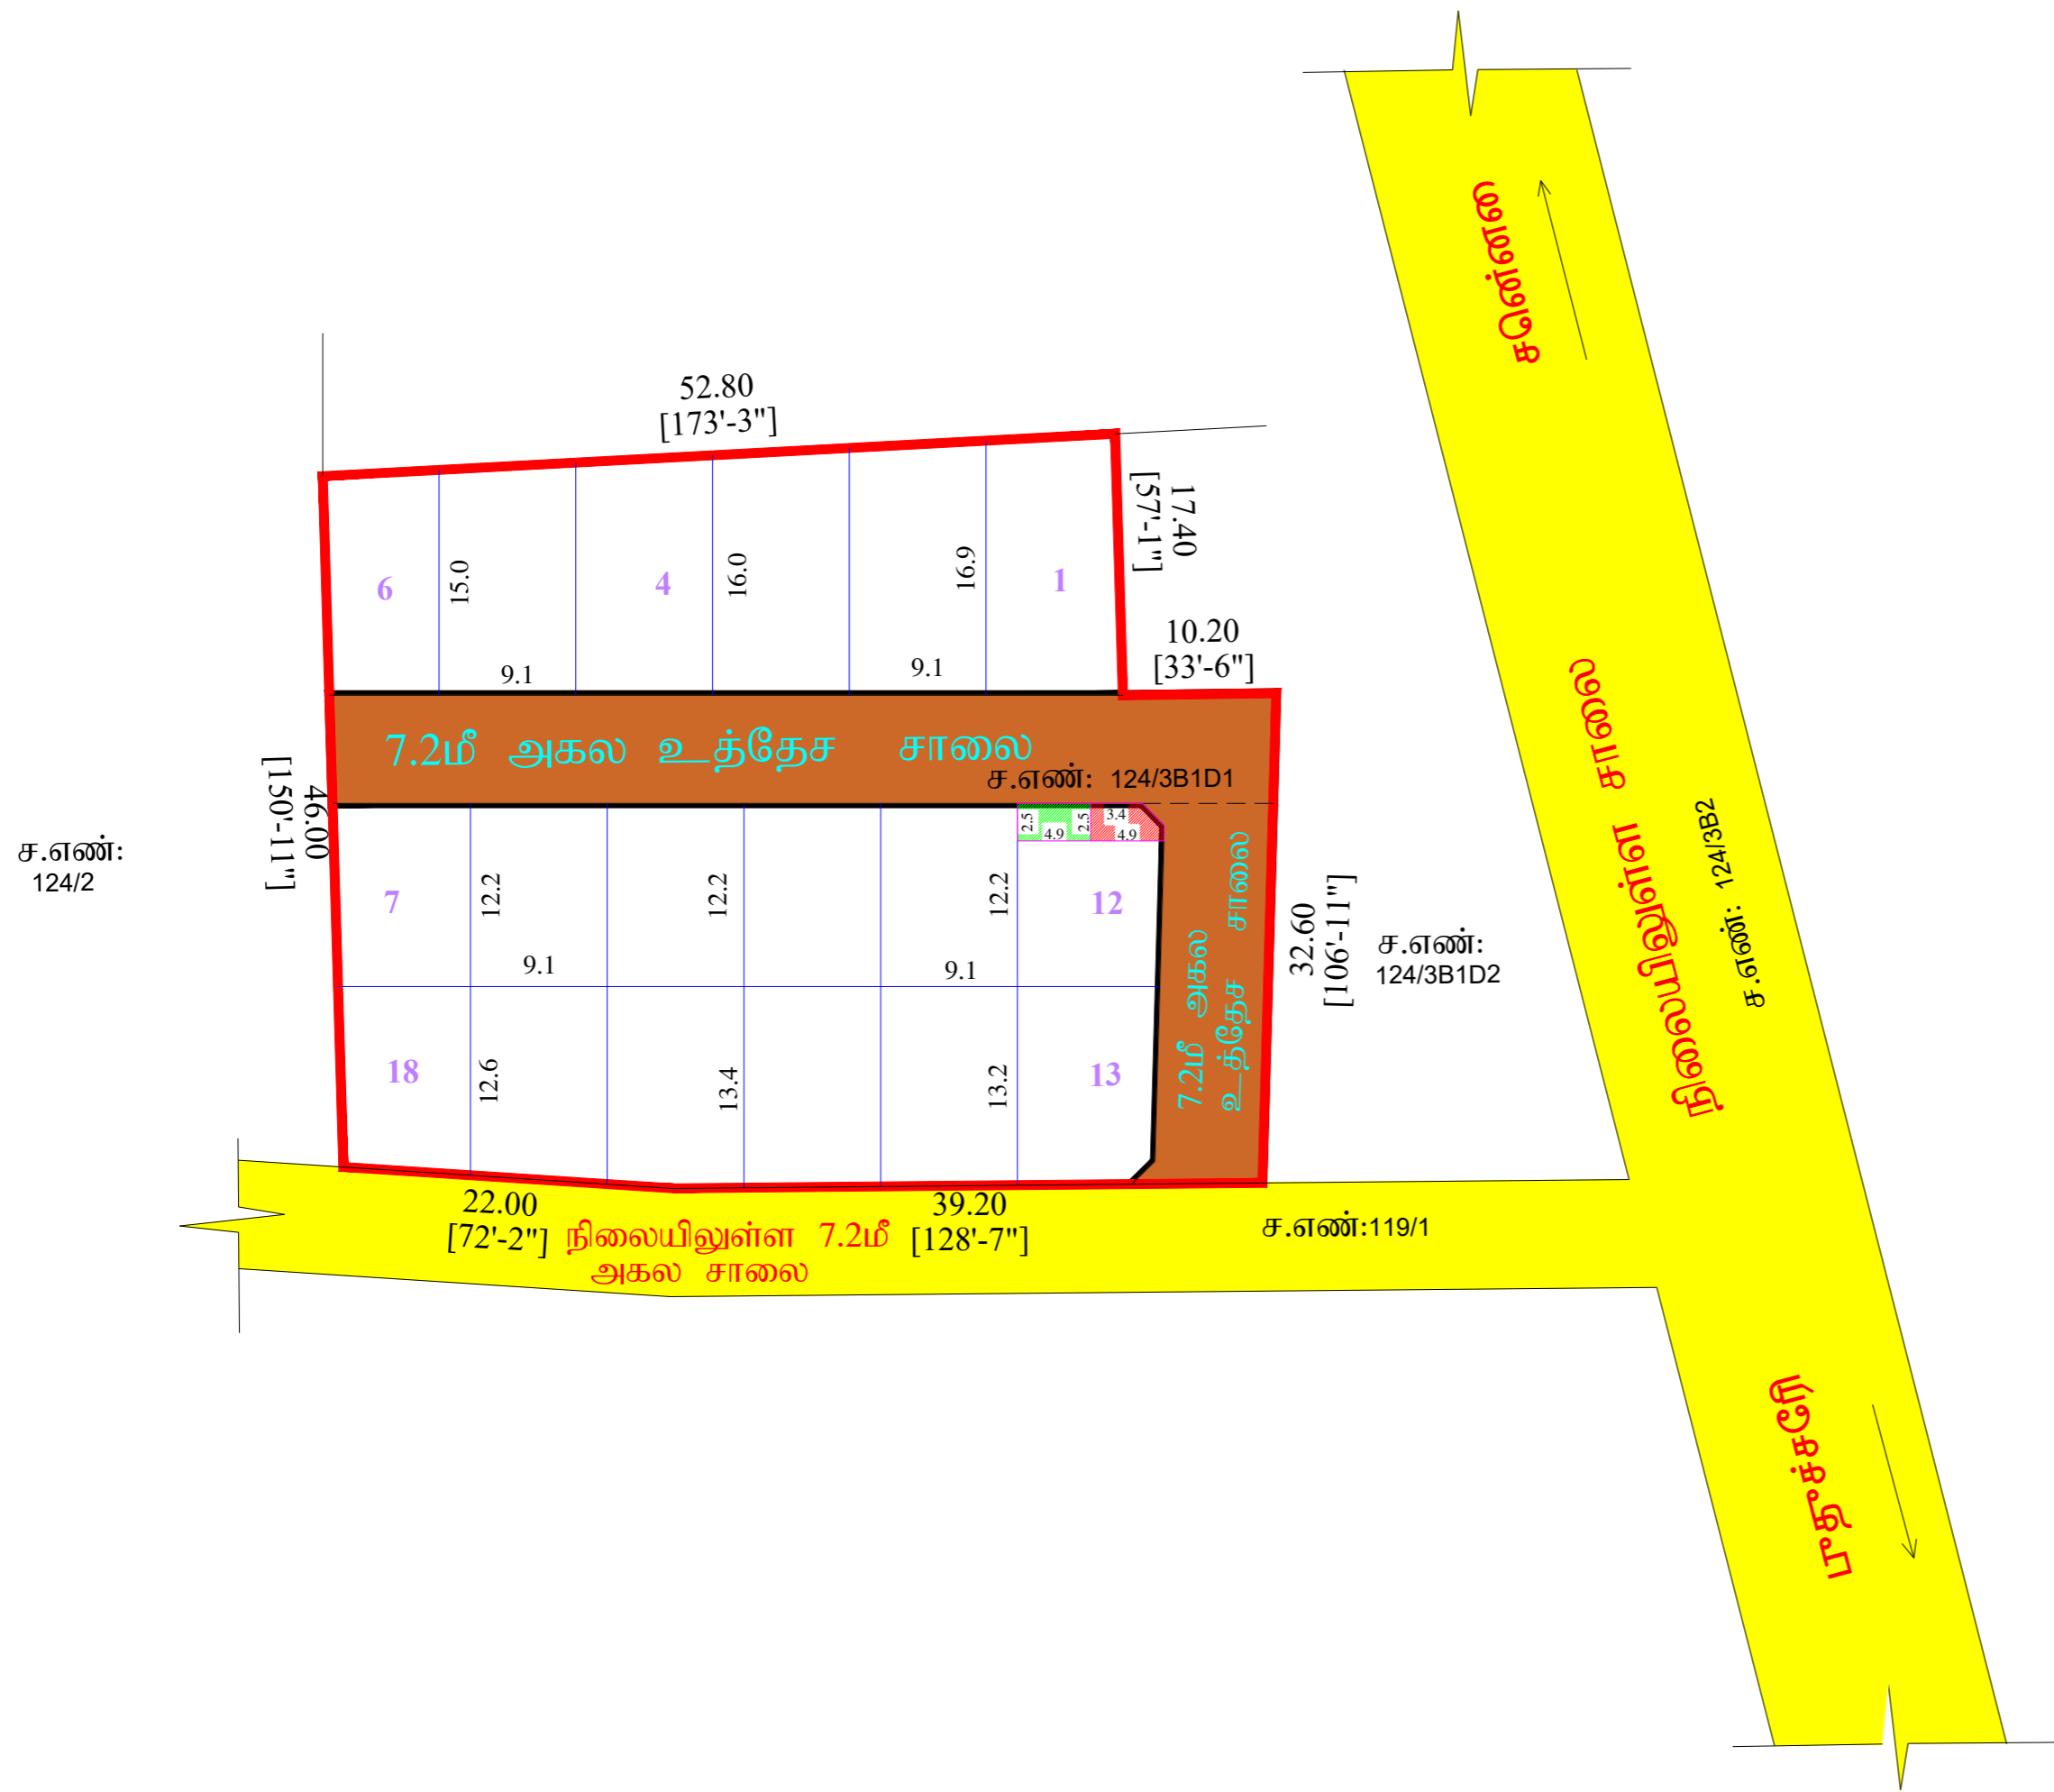 சென்னை
52.80
[173'-3"]
17.40
[57'-1"]
6
15.0
4
16.0
16.9
1
10.20
[33'-6"]
9.1
9.1
7.2மீ அகல உத்தேச சாலை
ச.எண்: 124/3B1D1
46.00
[150'-11"]
ச.எண்:
124/2
2.5
4.9
2.5
3.4
4.9
7
12.2
12.2
12.2
12
9.1
9.1
7.2மீ அகல
உத்தேச சாலை
32.60
[106'-11"]
ச.எண்:
124/3B1D2
நிலையிலுள்ள சாலை
ச.எண்: 124/3B2
18
12.6
13.4
13.2
13
22.00
[72'-2"]
நிலையிலுள்ள 7.2மீ
அகல சாலை
39.20
[128'-7"]
ச.எண்:119/1
படிச்சேரி